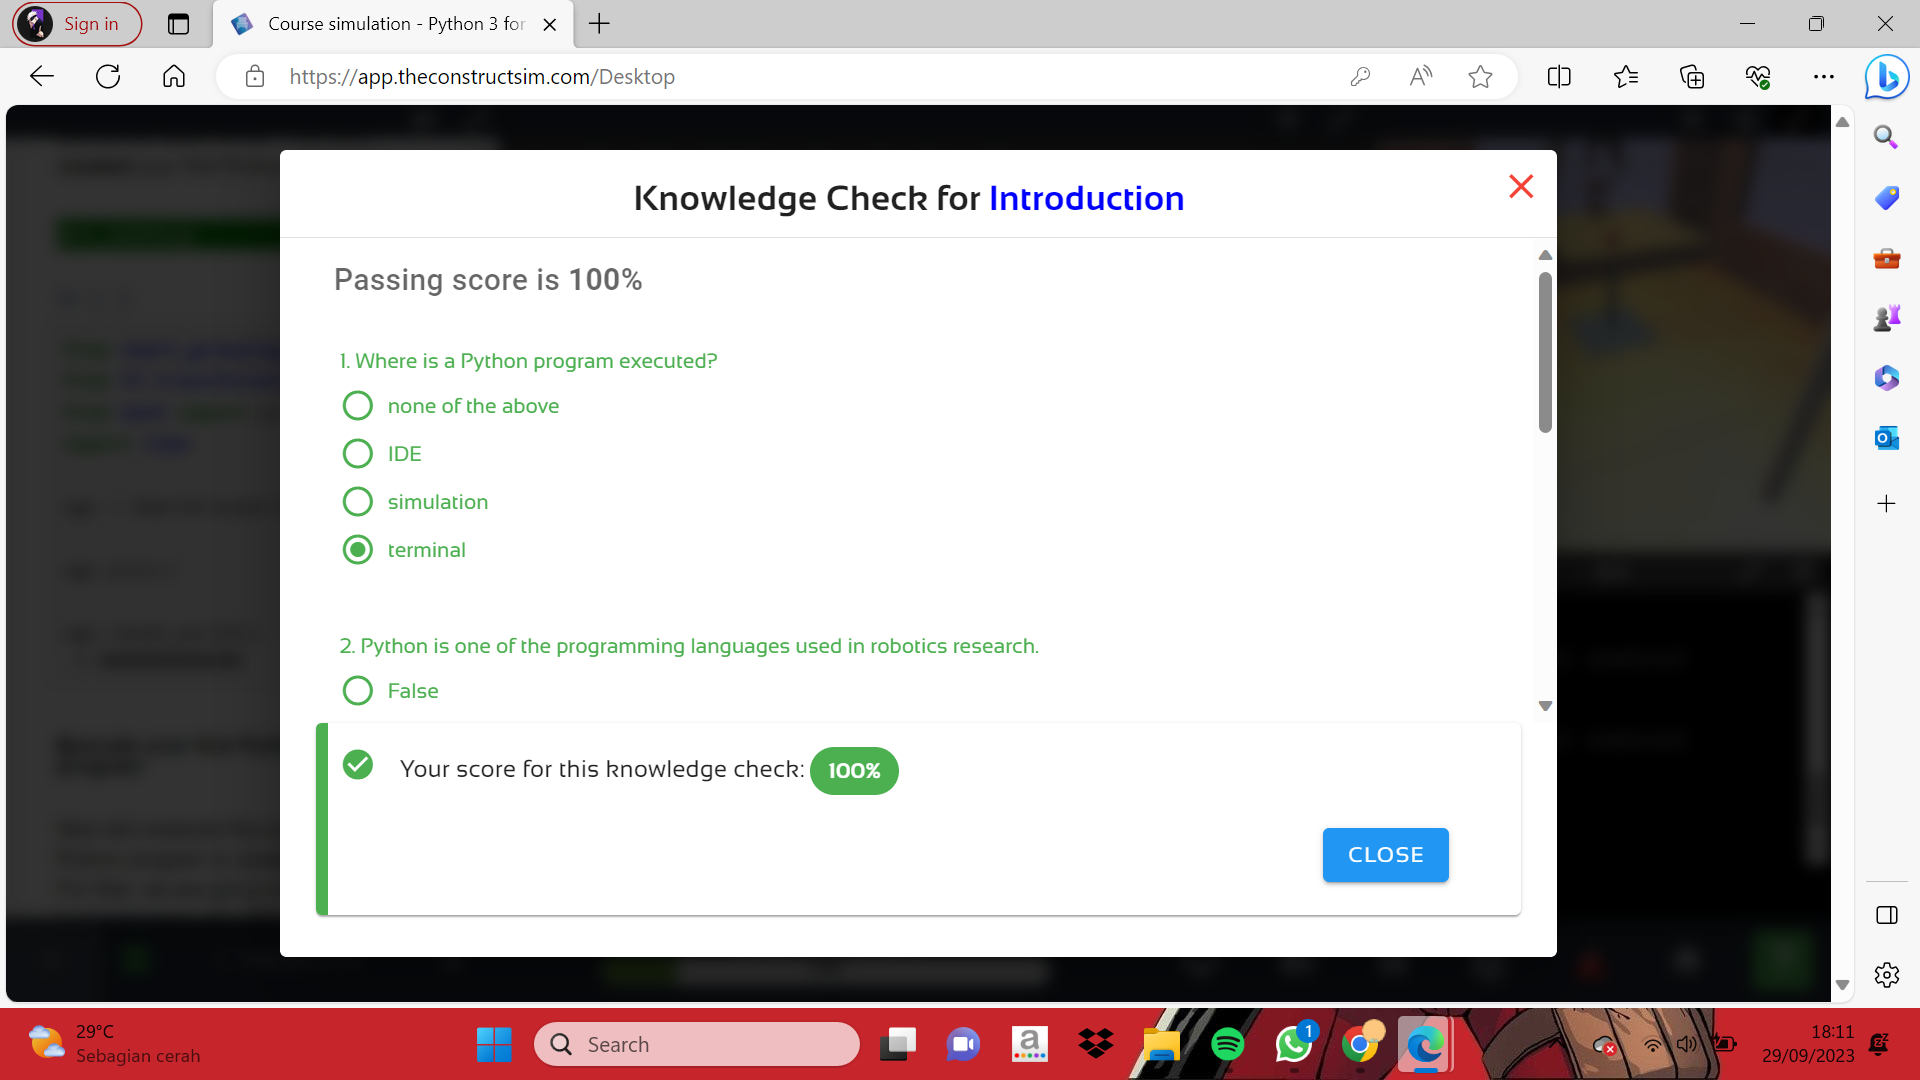 Sign in
Course simulation - Python 3 for
https://app.theconstructsim.com/Desktop
Knowledge Check for Introduction
Passing score is 100%
1. Where is a Python program executed?
none of the above
IDE
simulation
terminal
2. Python is one of the programming languages used in robotics research.
False
Your score for this knowledge check: 100%
CLOSE
29°C
Sebagian cerah
Search
1
18:11
29/09/2023